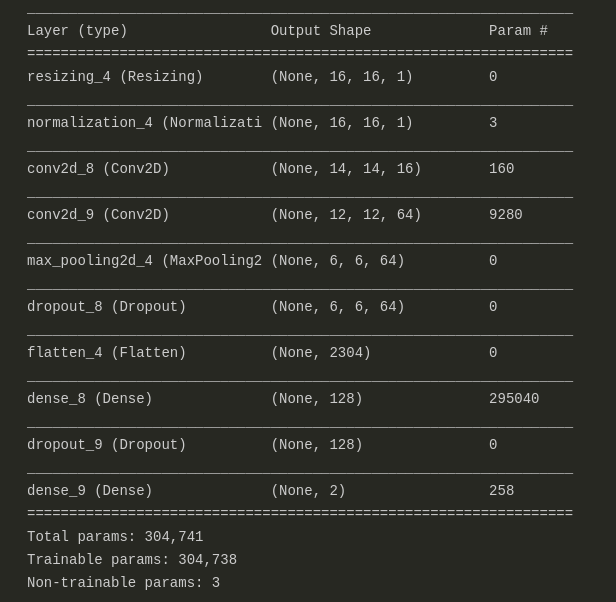 _________________________________________________________________
Layer (type)                 Output Shape              Param #
=================================================================
resizing_4 (Resizing)        (None, 16, 16, 1)         0
_________________________________________________________________
normalization_4 (Normalizati (None, 16, 16, 1)         3
_________________________________________________________________
conv2d_8 (Conv2D)            (None, 14, 14, 16)        160
_________________________________________________________________
conv2d_9 (Conv2D)            (None, 12, 12, 64)        9280
_________________________________________________________________
max_pooling2d_4 (MaxPooling2 (None, 6, 6, 64)          0
_________________________________________________________________
dropout_8 (Dropout)          (None, 6, 6, 64)          0
_________________________________________________________________
flatten_4 (Flatten)          (None, 2304)              0
_________________________________________________________________
dense_8 (Dense)              (None, 128)               295040
_________________________________________________________________
dropout_9 (Dropout)          (None, 128)               0
_________________________________________________________________
dense_9 (Dense)              (None, 2)                 258
=================================================================
Total params: 304,741
Trainable params: 304,738
Non-trainable params: 3